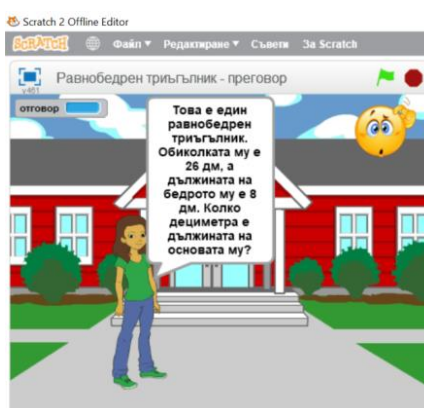 Scratch 2 Offline Editor
SCRATCH Файл Редактиране Съвети За Scratch
Равнобедрен триъгълник - преговор
v461
отговор
Това е един
равнобедрен
триъгълник.
Обиколката му е
26 дм, а
дължината на
бедрото му е 8
дм. Колко
дециметра е
дължината на
основата му?